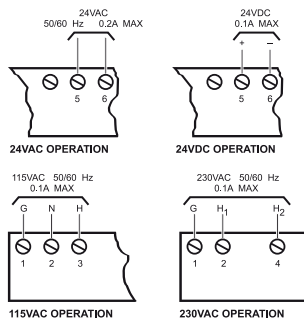 24VAC
50/60 Hz 0.2A MAX
5 6
24VAC OPERATION
24VDC
0.1A MAX
+ –
5 6
24VDC OPERATION
115VAC 50/60 Hz
0.1A MAX
G N H
1 2 3
115VAC OPERATION
230VAC 50/60 Hz
0.1A MAX
G H1 H2
1 2 4
230VAC OPERATION